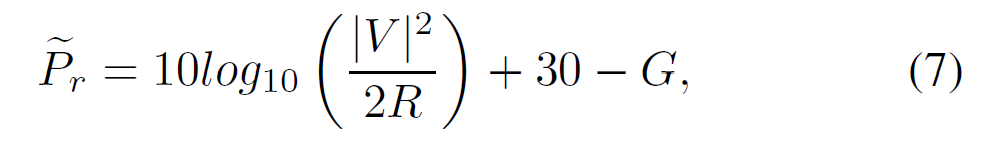 \widetilde{P}_r = 10log_{10} \left( \frac{|V|^2}{2R} \right) + 30 - G, (7)